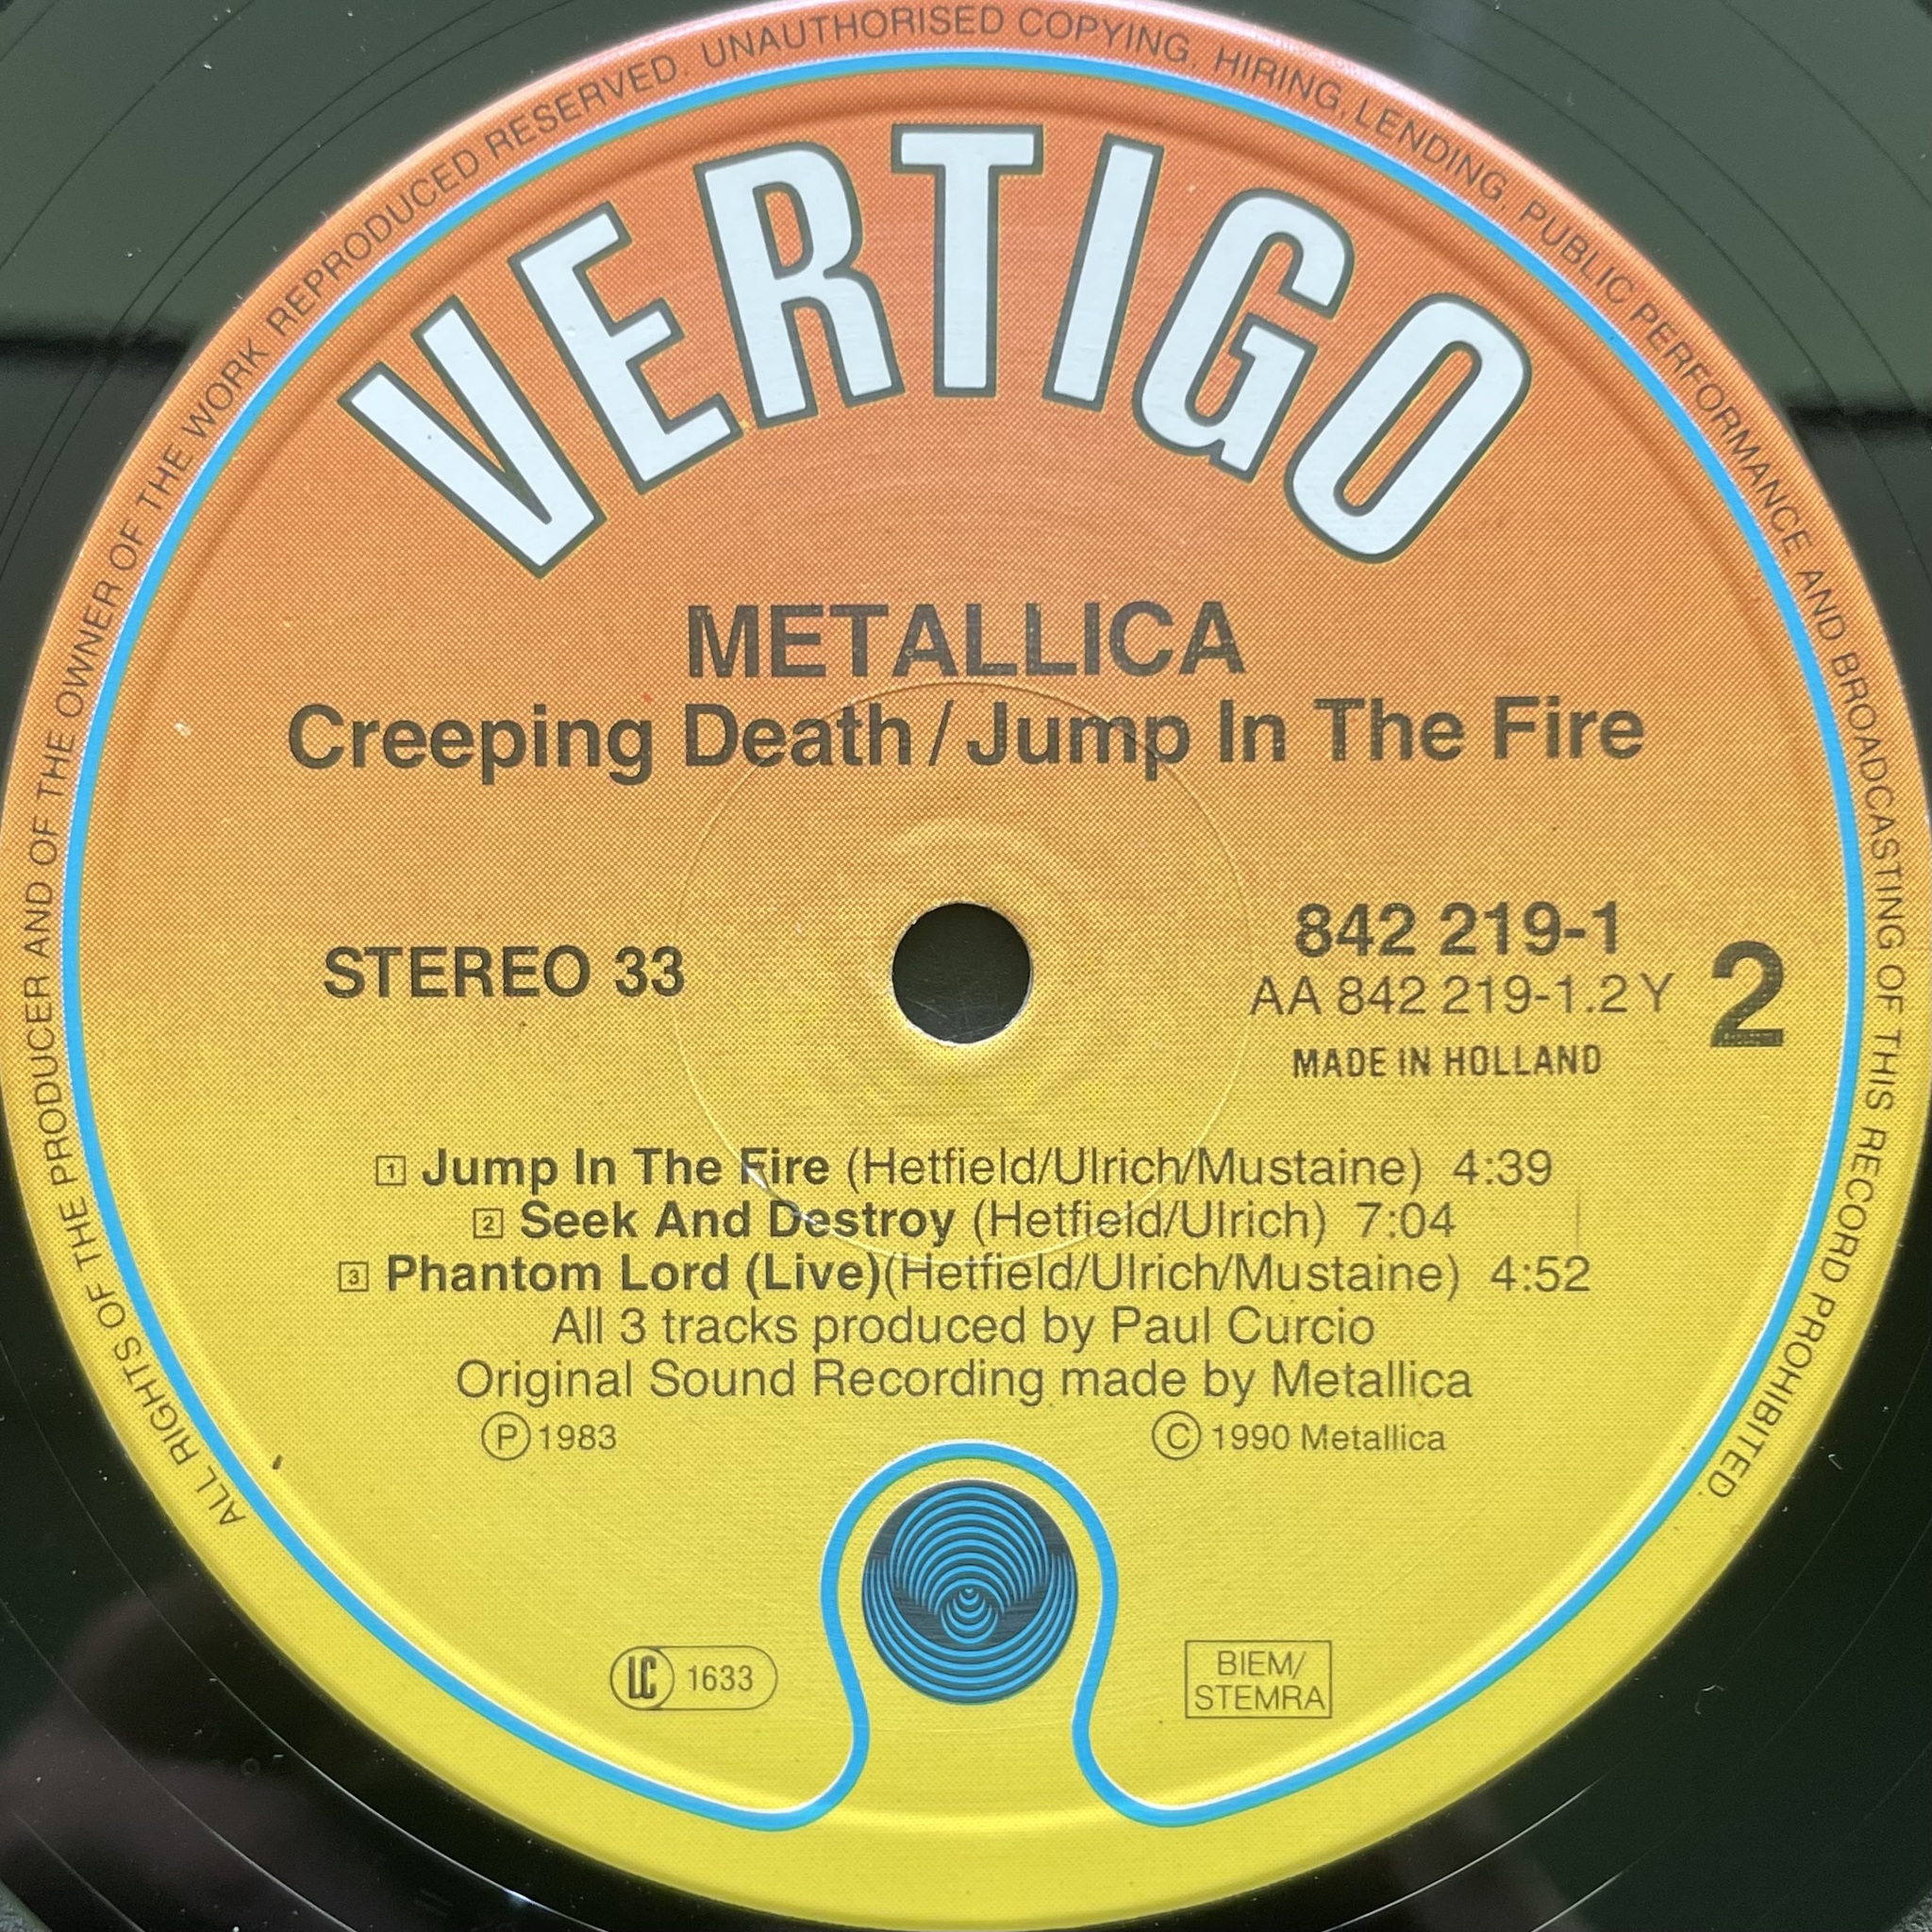 ALL RIGHTS OF THE PRODUCER AND OF THE OWNER OF THE WORK REPRODUCED RESERVED. UNAUTHORISED COPYING, HIRING, LENDING, PUBLIC PERFORMANCE AND BROADCASTING OF THIS RECORD PROHIBITED.
VERTIGO
METALLICA
Creeping Death / Jump In The Fire
STEREO 33
842 219-1
AA 842 219-1.2 Y
2
MADE IN HOLLAND
1 Jump In The Fire (Hetfield/Ulrich/Mustaine) 4:39
2 Seek And Destroy (Hetfield/Ulrich) 7:04
3 Phantom Lord (Live)(Hetfield/Ulrich/Mustaine) 4:52
All 3 tracks produced by Paul Curcio
Original Sound Recording made by Metallica
Ⓟ 1983
Ⓒ 1990 Metallica
LC 1633
BIEM/
STEMRA